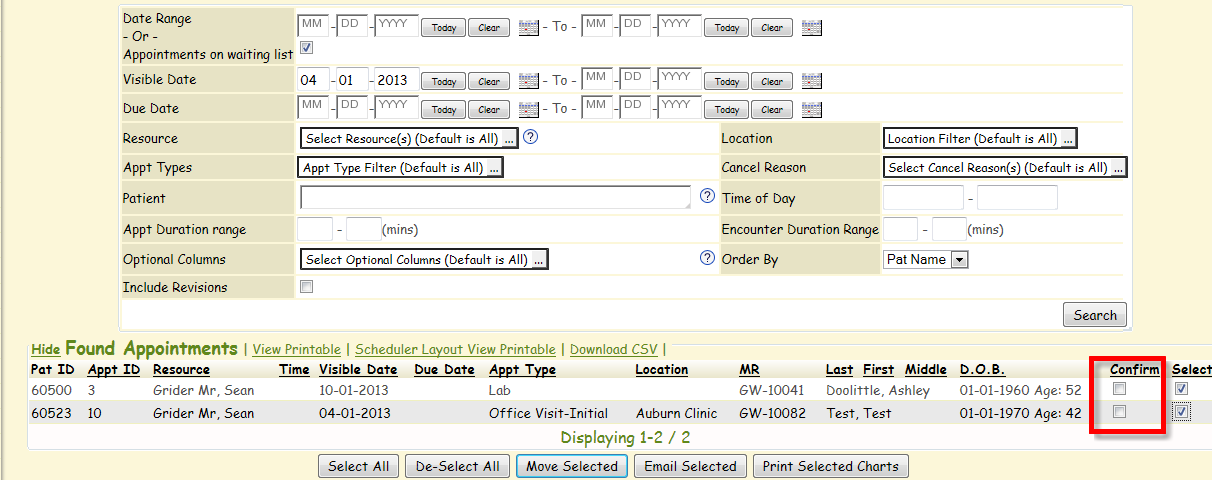 Date Range MM - DD - YYYY Today Clear - To - MM - DD - YYYY Today Clear
- Or -
Appointments on waiting list
Visible Date 04 - 01 - 2013 Today Clear - To - MM - DD - YYYY Today Clear
Due Date MM - DD - YYYY Today Clear - To - MM - DD - YYYY Today Clear
Resource Select Resource(s) (Default is All) ... ? Location Location Filter (Default is All) ...
Appt Types Appt Type Filter (Default is All) ... Cancel Reason Select Cancel Reason(s) (Default is All) ...
Patient ? Time of Day -
Appt Duration range - (mins) Encounter Duration Range - (mins)
Optional Columns Select Optional Columns (Default is All) ... ? Order By Pat Name
Include Revisions
Search
Hide Found Appointments | View Printable | Scheduler Layout View Printable | Download CSV |
Pat ID Appt ID Resource Time Visible Date Due Date Appt Type Location MR Last First Middle D.O.B. Confirm Select
60500 3 Grider Mr, Sean 10-01-2013 Lab GW-10041 Doolittle, Ashley 01-01-1960 Age: 52
60523 10 Grider Mr, Sean 04-01-2013 Office Visit-Initial Auburn Clinic GW-10082 Test, Test 01-01-1970 Age: 42
Displaying 1-2 / 2
Select All De-Select All Move Selected Email Selected Print Selected Charts